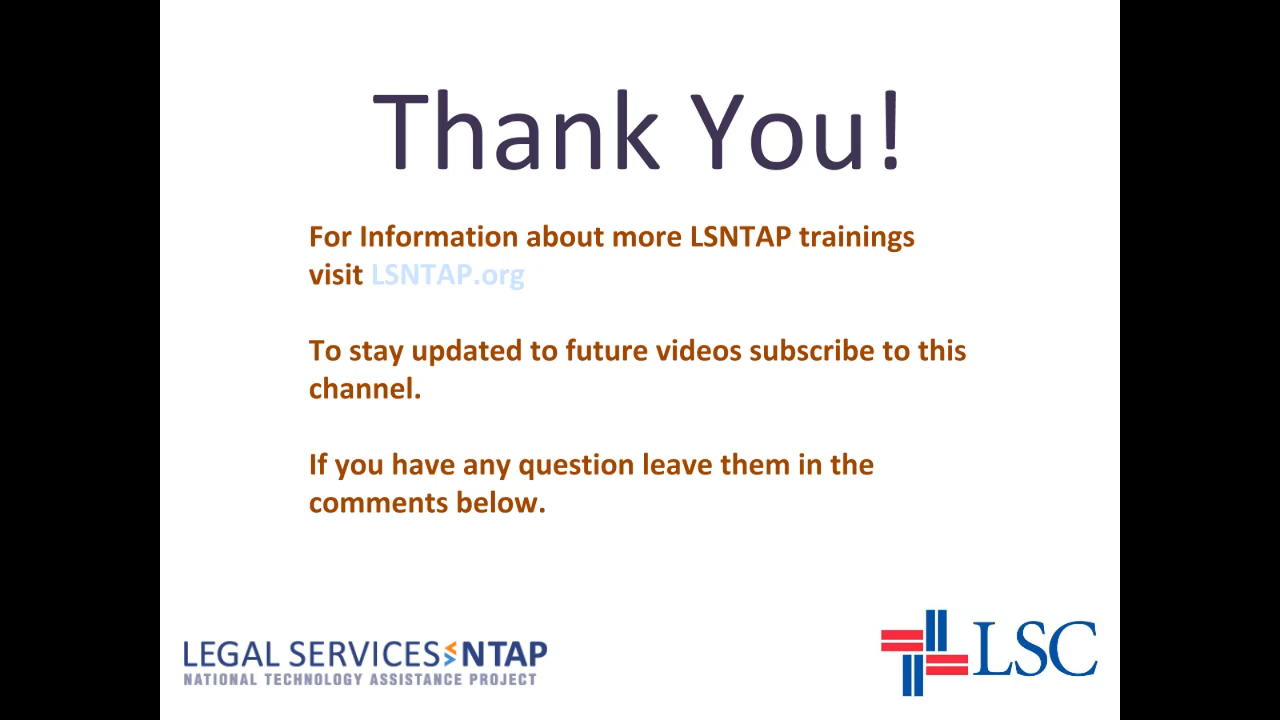 Thank You!
For Information about more LSNTAP trainings
visit LSNTAP.org
To stay updated to future videos subscribe to this
channel.
If you have any question leave them in the
comments below.
LEGAL SERVICES NTAP
NATIONAL TECHNOLOGY ASSISTANCE PROJECT
LSC